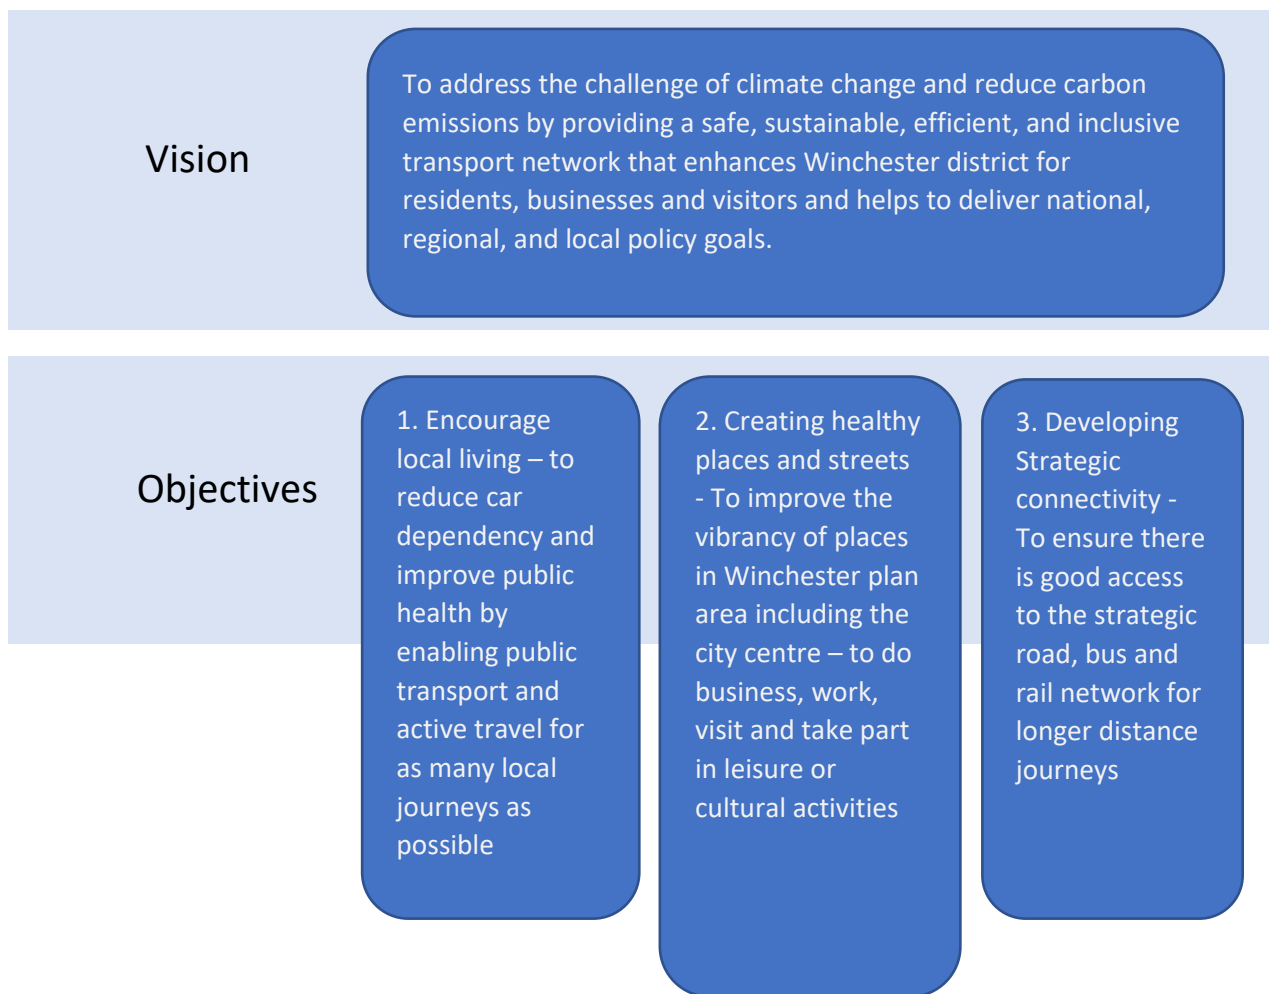 Vision
To address the challenge of climate change and reduce carbon
emissions by providing a safe, sustainable, efficient, and inclusive
transport network that enhances Winchester district for
residents, businesses and visitors and helps to deliver national,
regional, and local policy goals.
Objectives
1. Encourage
local living – to
reduce car
dependency and
improve public
health by
enabling public
transport and
active travel for
as many local
journeys as
possible
2. Creating healthy
places and streets
- To improve the
vibrancy of places
in Winchester plan
area including the
city centre – to do
business, work,
visit and take part
in leisure or
cultural activities
3. Developing
Strategic
connectivity -
To ensure there
is good access
to the strategic
road, bus and
rail network for
longer distance
journeys